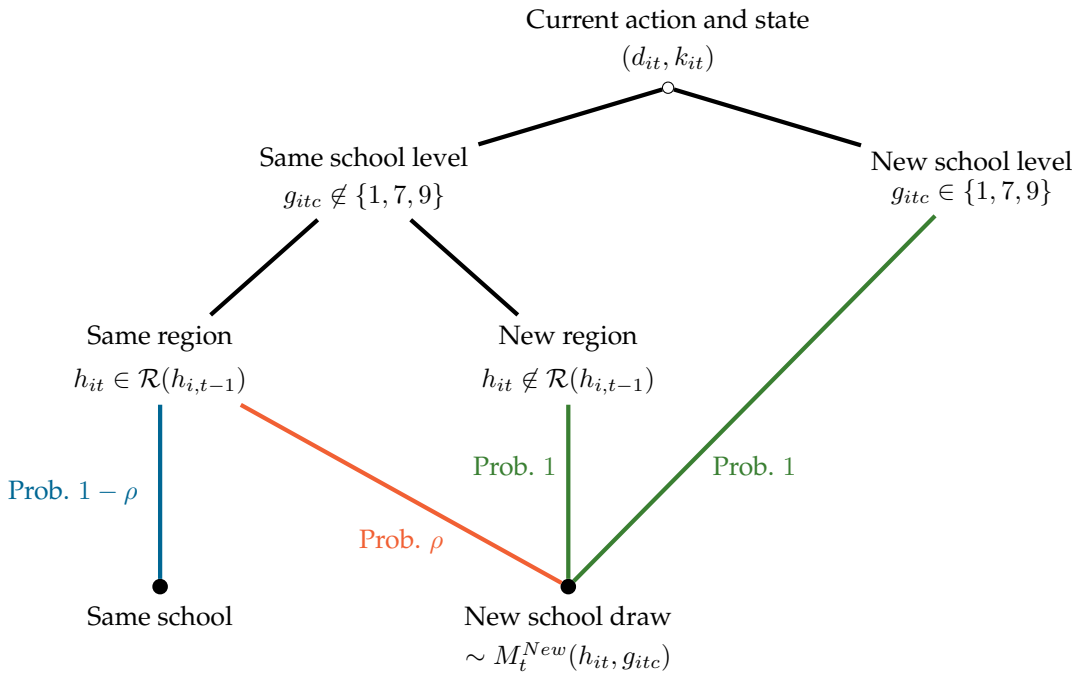 Current action and state
(d_{it}, k_{it})
Same school level
g_{itc} ∉ {1, 7, 9}
New school level
g_{itc} ∈ {1, 7, 9}
Same region
h_{it} ∈ R(h_{i,t−1})
New region
h_{it} ∉ R(h_{i,t−1})
Prob. 1 − ρ
Prob. ρ
Prob. 1
Prob. 1
Same school
New school draw
∼ M_t^{New}(h_{it}, g_{itc})